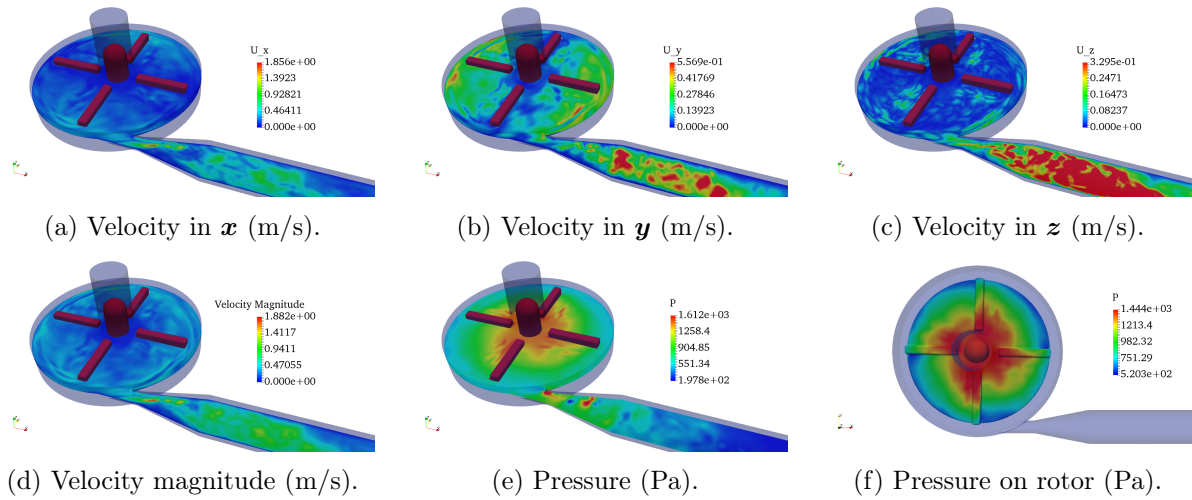 U_x
1.856e+00
1.3923
0.92821
0.46411
0.000e+00
(a) Velocity in x (m/s).
U_y
5.569e-01
0.41769
0.27846
0.13923
0.000e+00
(b) Velocity in y (m/s).
U_z
3.295e-01
0.2471
0.16473
0.08237
0.000e+00
(c) Velocity in z (m/s).
Velocity Magnitude
1.882e+00
1.4117
0.9411
0.47055
0.000e+00
(d) Velocity magnitude (m/s).
P
1.612e+03
1258.4
904.85
551.34
1.978e+02
(e) Pressure (Pa).
P
1.444e+03
1213.4
982.32
751.29
5.203e+02
(f) Pressure on rotor (Pa).